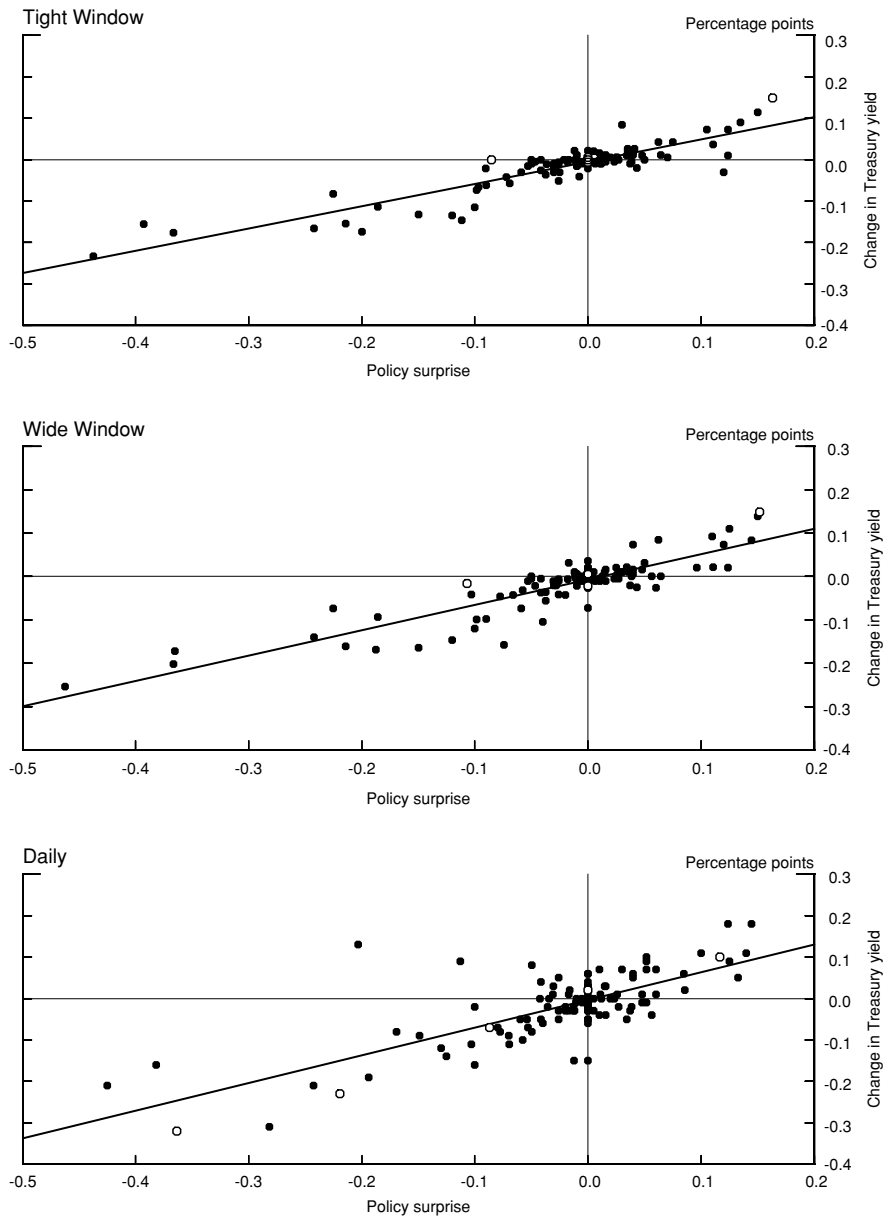 Tight Window
Percentage points
0.3
0.2
0.1
0.0
-0.1
-0.2
-0.3
-0.4
Change in Treasury yield
-0.5 -0.4 -0.3 -0.2 -0.1 0.0 0.1 0.2
Policy surprise
Wide Window
Percentage points
0.3
0.2
0.1
0.0
-0.1
-0.2
-0.3
-0.4
Change in Treasury yield
-0.5 -0.4 -0.3 -0.2 -0.1 0.0 0.1 0.2
Policy surprise
Daily
Percentage points
0.3
0.2
0.1
0.0
-0.1
-0.2
-0.3
-0.4
Change in Treasury yield
-0.5 -0.4 -0.3 -0.2 -0.1 0.0 0.1 0.2
Policy surprise